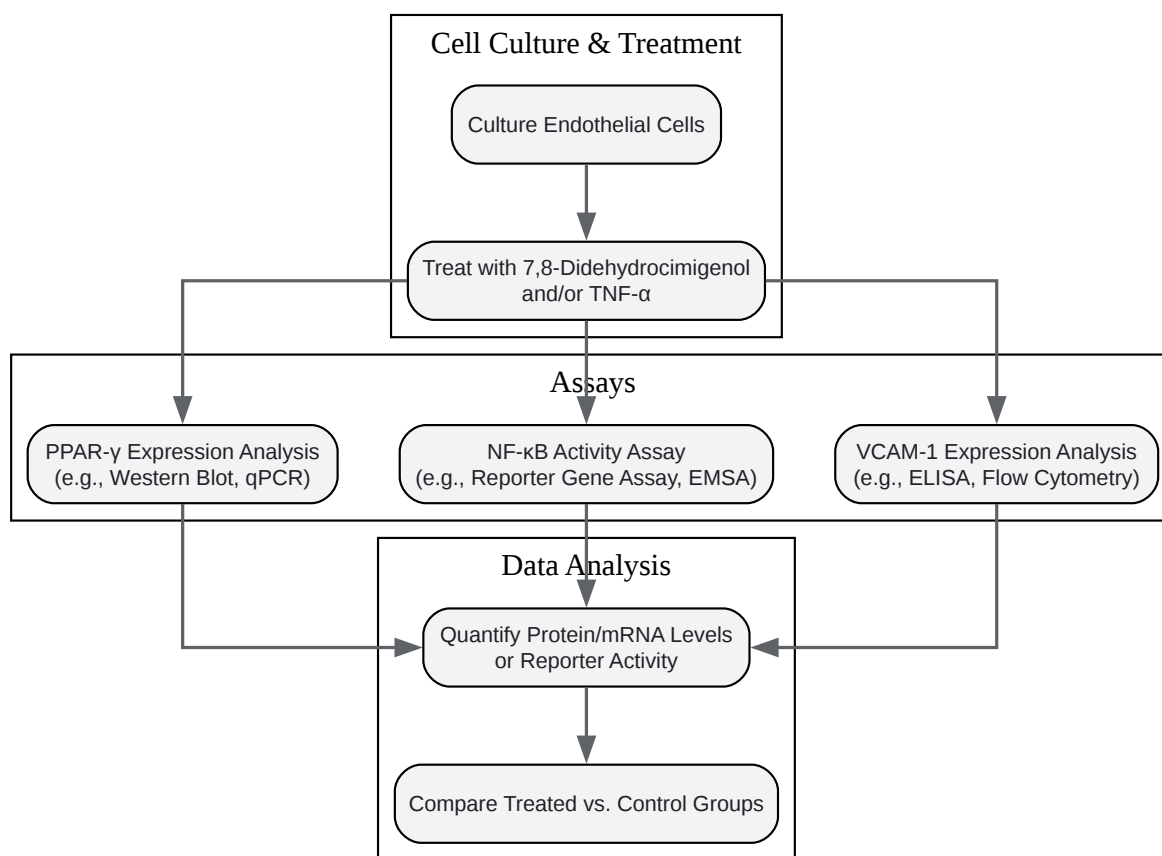 Cell Culture & Treatment
Culture Endothelial Cells
Treat with 7,8-Didehydrocimigenol
and/or TNF-α
Assays
PPAR-γ Expression Analysis
(e.g., Western Blot, qPCR)
NF-κB Activity Assay
(e.g., Reporter Gene Assay, EMSA)
VCAM-1 Expression Analysis
(e.g., ELISA, Flow Cytometry)
Data Analysis
Quantify Protein/mRNA Levels
or Reporter Activity
Compare Treated vs. Control Groups